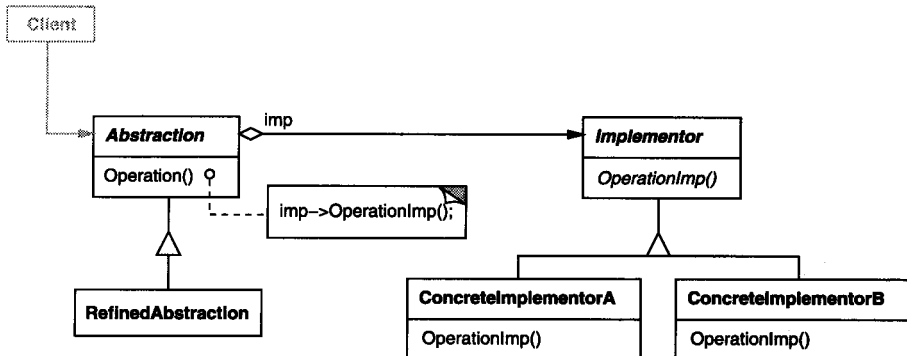 Client
imp
Abstraction
Implementor
Operation()
OperationImp()
imp–>OperationImp();
RefinedAbstraction
ConcreteImplementorA
ConcreteImplementorB
OperationImp()
OperationImp()